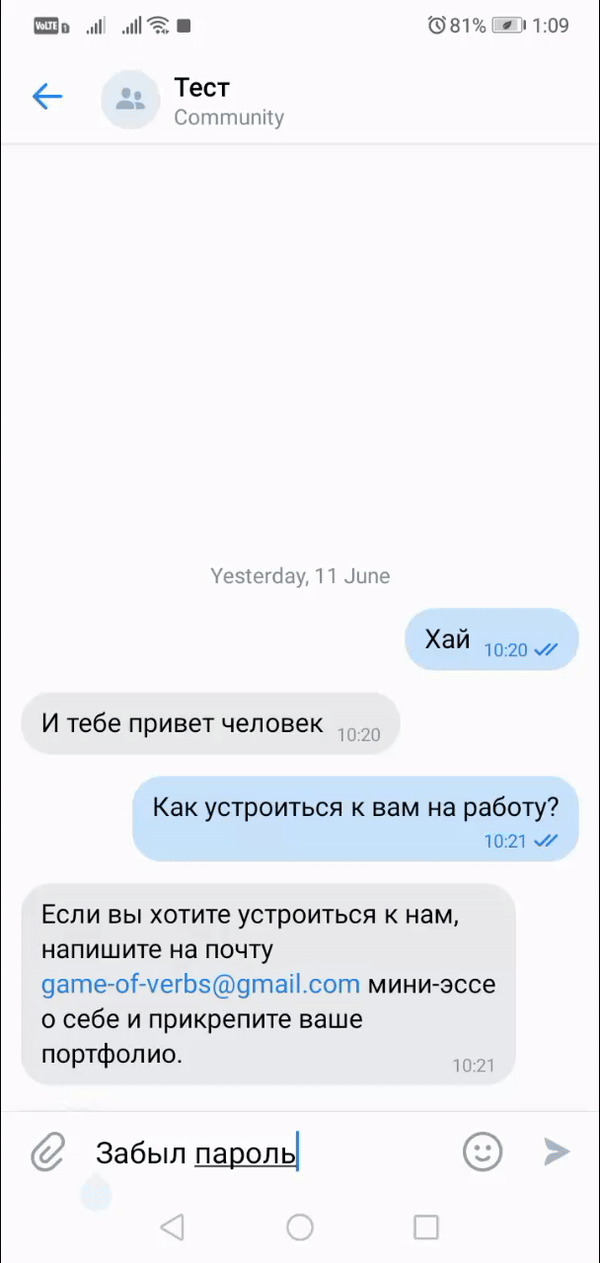 VoLTE 81% 1:09
Тест
Community
Yesterday, 11 June
Хай 10:20
И тебе привет человек 10:20
Как устроиться к вам на работу?
10:21
Если вы хотите устроиться к нам,
напишите на почту
game-of-verbs@gmail.com мини-эссе
о себе и прикрепите ваше
портфолио.
10:21
Забыл пароль